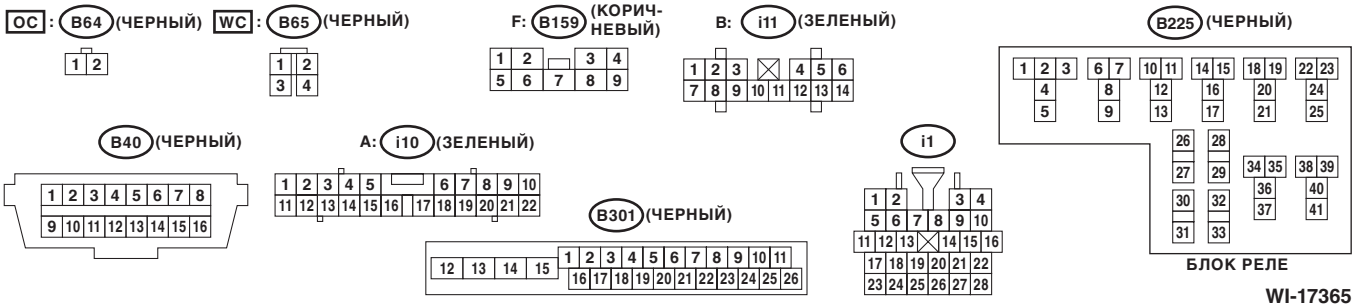 OC : B64 (ЧЕРНЫЙ)
1 2
WC : B65 (ЧЕРНЫЙ)
1 2
3 4
F: B159 (КОРИЧ-
НЕВЫЙ)
1 2 3 4
5 6 7 8 9
B: i11 (ЗЕЛЕНЫЙ)
1 2 3 4 5 6
7 8 9 10 11 12 13 14
B225 (ЧЕРНЫЙ)
1 2 3 6 7 10 11 14 15 18 19 22 23
4 8 12 16 20 24
5 9 13 17 21 25
26 28
27 29 34 35 38 39
36 40
30 32 37 41
31 33
БЛОК РЕЛЕ
B40 (ЧЕРНЫЙ)
1 2 3 4 5 6 7 8
9 10 11 12 13 14 15 16
A: i10 (ЗЕЛЕНЫЙ)
1 2 3 4 5 6 7 8 9 10
11 12 13 14 15 16 17 18 19 20 21 22
B301 (ЧЕРНЫЙ)
1 2 3 4 5 6 7 8 9 10 11
12 13 14 15
16 17 18 19 20 21 22 23 24 25 26
i1
1 2 3 4
5 6 7 8 9 10
11 12 13 14 15 16
17 18 19 20 21 22
23 24 25 26 27 28
WI-17365